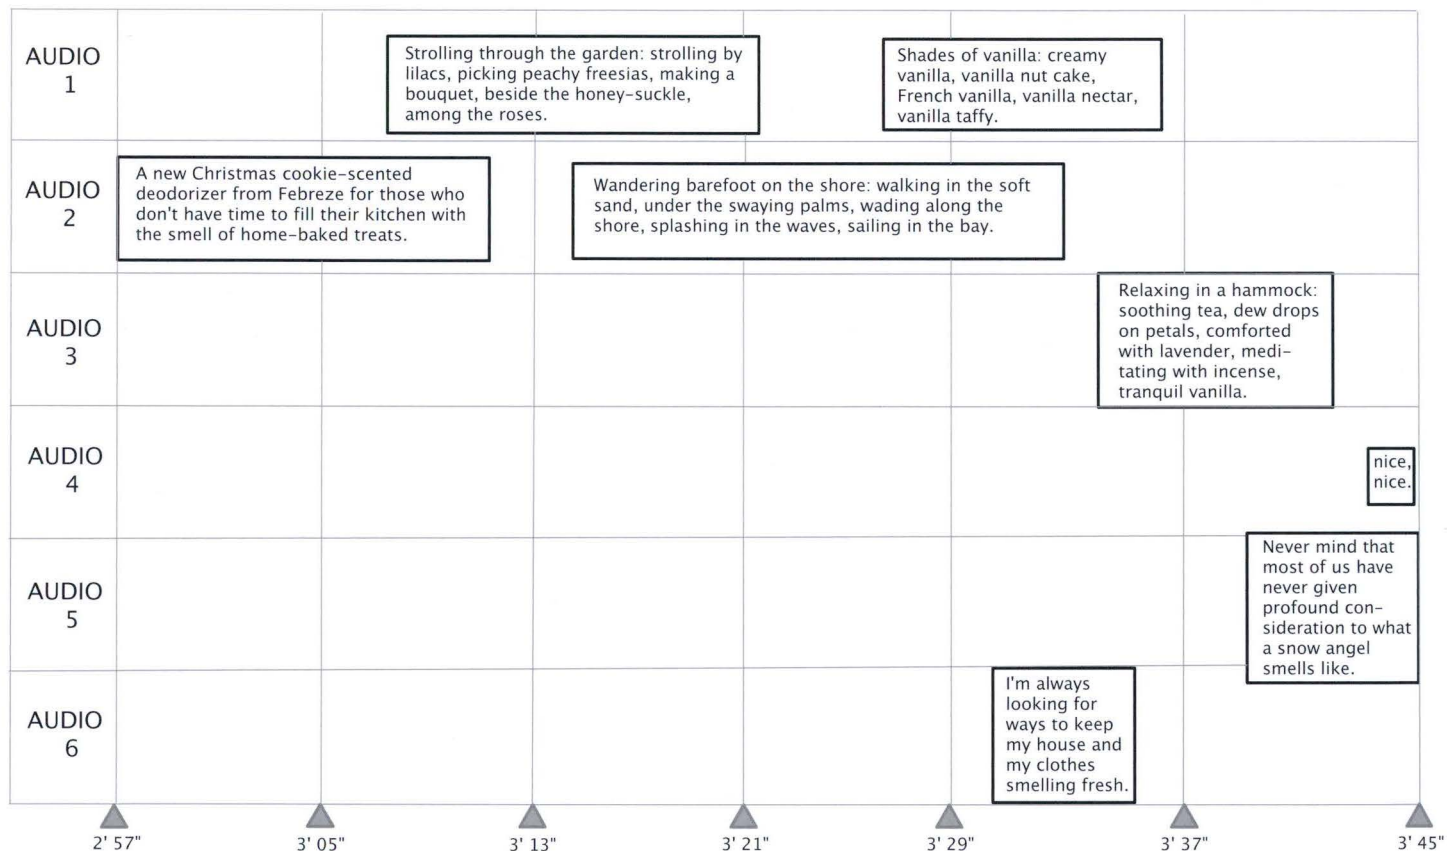 AUDIO
1
Strolling through the garden: strolling by
lilacs, picking peachy freesias, making a
bouquet, beside the honey-suckle,
among the roses.
Shades of vanilla: creamy
vanilla, vanilla nut cake,
French vanilla, vanilla nectar,
vanilla taffy.
AUDIO
2
A new Christmas cookie-scented
deodorizer from Febreze for those who
don't have time to fill their kitchen with
the smell of home-baked treats.
Wandering barefoot on the shore: walking in the soft
sand, under the swaying palms, wading along the
shore, splashing in the waves, sailing in the bay.
AUDIO
3
Relaxing in a hammock:
soothing tea, dew drops
on petals, comforted
with lavender, medi-
tating with incense,
tranquil vanilla.
AUDIO
4
nice,
nice.
AUDIO
5
Never mind that
most of us have
never given
profound con-
sideration to what
a snow angel
smells like.
AUDIO
6
I'm always
looking for
ways to keep
my house and
my clothes
smelling fresh.
2' 57" 3' 05" 3' 13" 3' 21" 3' 29" 3' 37" 3' 45"